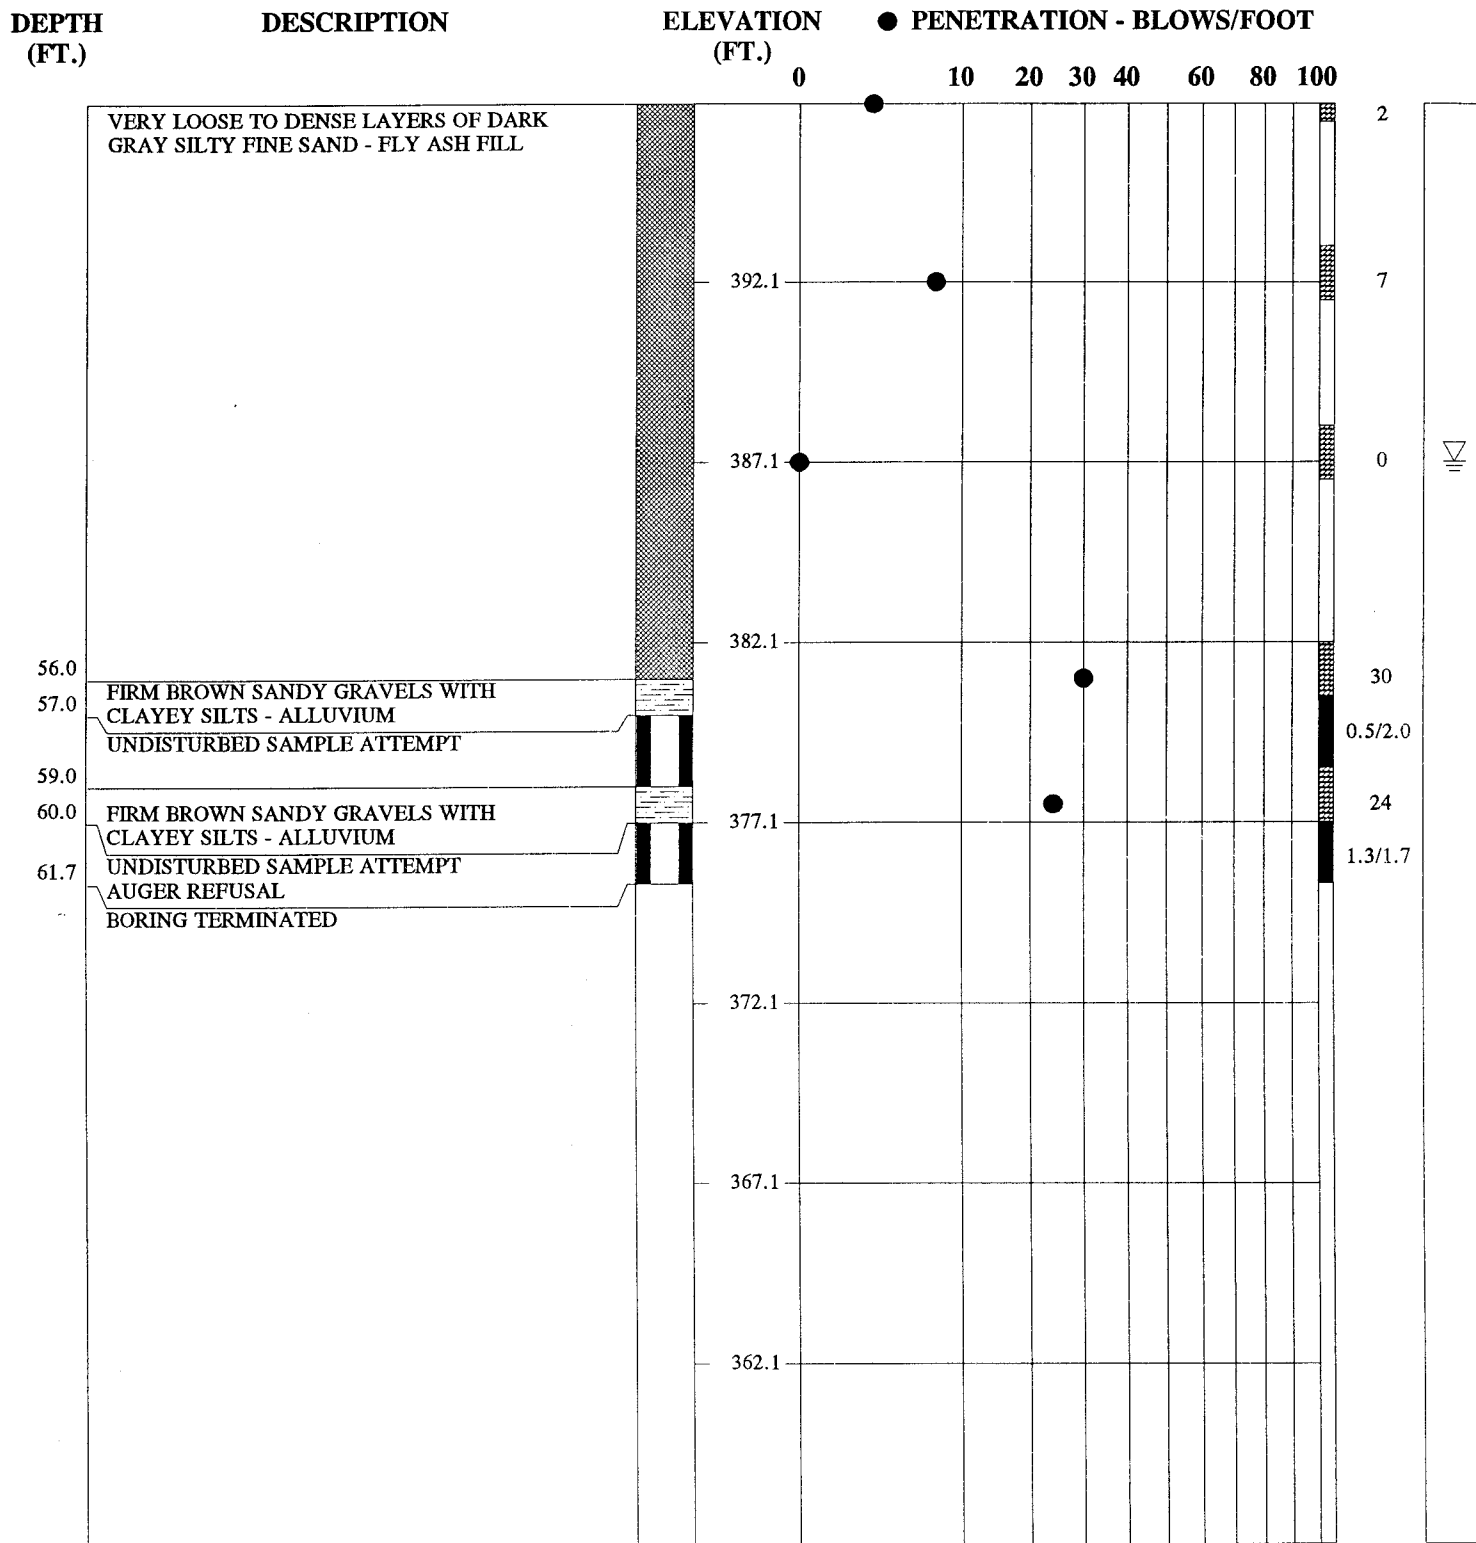 DEPTH DESCRIPTION ELEVATION ● PENETRATION - BLOWS/FOOT
(FT.) (FT.)
0 10 20 30 40 60 80 100
VERY LOOSE TO DENSE LAYERS OF DARK 2
GRAY SILTY FINE SAND - FLY ASH FILL
392.1 7
387.1 0
382.1
56.0 30
FIRM BROWN SANDY GRAVELS WITH
57.0 CLAYEY SILTS - ALLUVIUM
UNDISTURBED SAMPLE ATTEMPT 0.5/2.0
59.0
60.0 FIRM BROWN SANDY GRAVELS WITH 24
377.1
CLAYEY SILTS - ALLUVIUM
UNDISTURBED SAMPLE ATTEMPT 1.3/1.7
61.7
AUGER REFUSAL
BORING TERMINATED
372.1
367.1
362.1